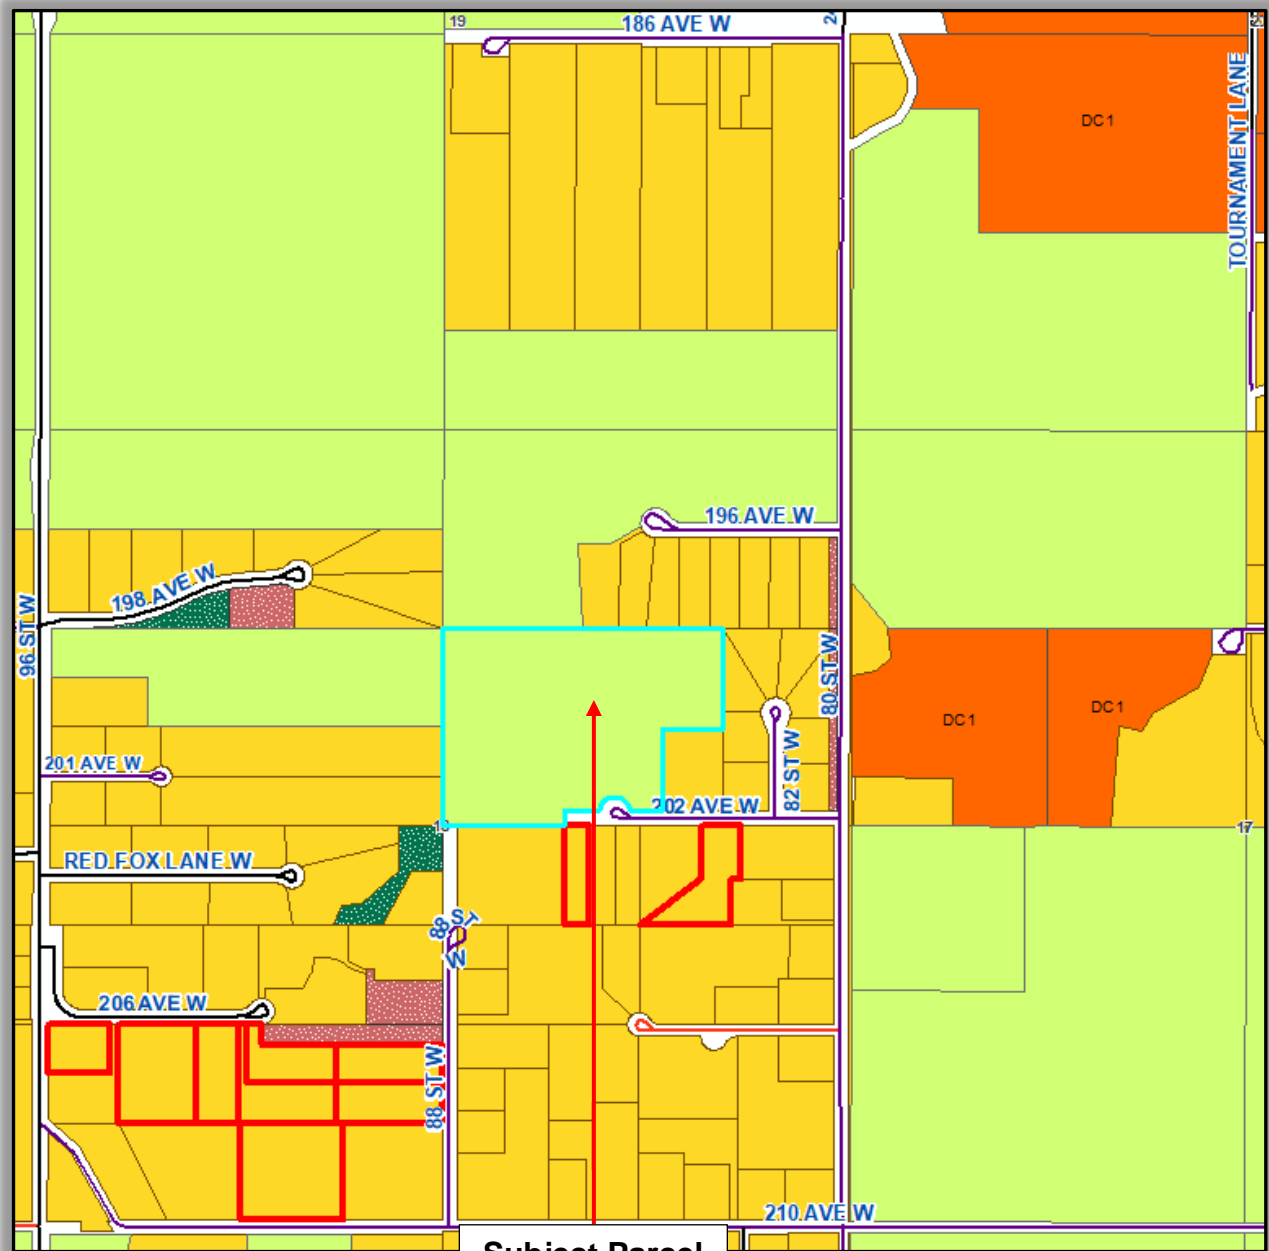 19
186 AVE W
TOURNAMENT LANE
DC1
196 AVE W
198 AVE W
96 ST W
80 ST W
DC1
DC1
201 AVE W
82 ST W
202 AVE W
17
RED FOX LANE W
88 ST
W
206 AVE W
88 ST W
210 AVE W
Subject Parcel